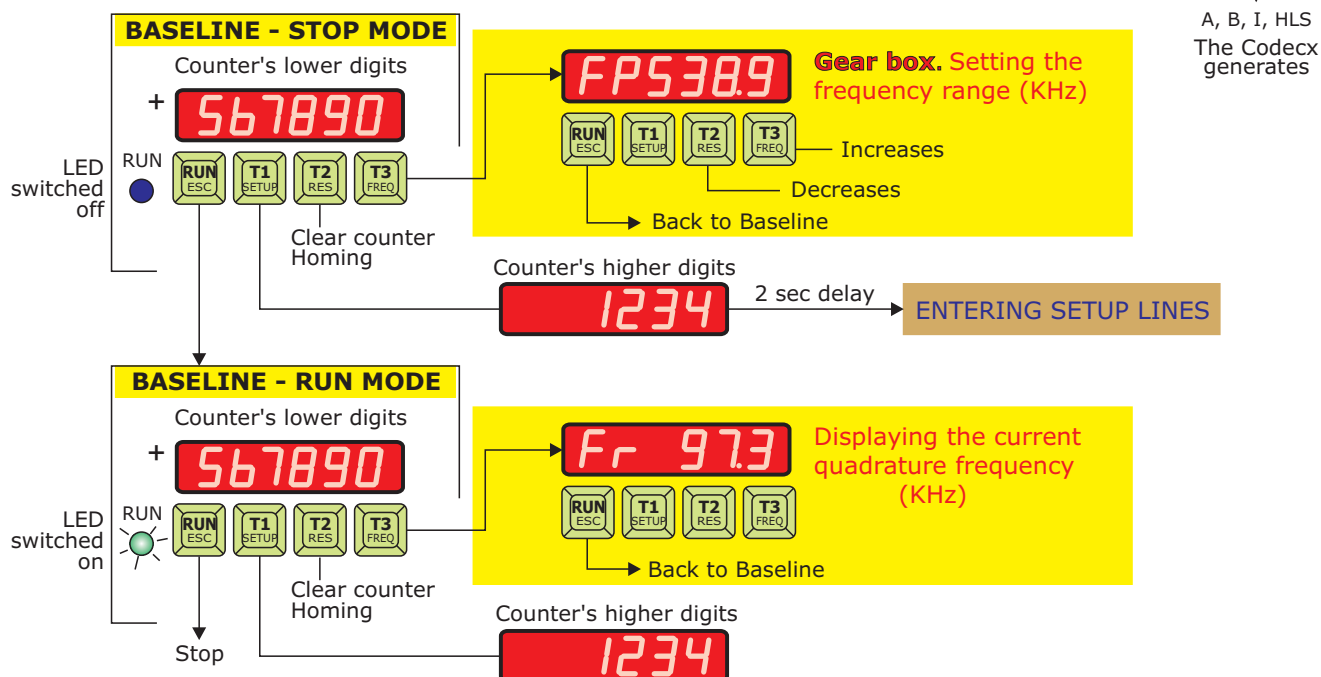 A, B, I, HLS
The Codecx
generates
BASELINE - STOP MODE
Counter's lower digits
+
567890
LED
switched
off
RUN
RUN
ESC
T1
SETUP
T2
RES
T3
FREQ
Clear counter
Homing
FPS38.9
Gear box. Setting the
frequency range (KHz)
RUN
ESC
T1
SETUP
T2
RES
T3
FREQ
Increases
Decreases
Back to Baseline
Counter's higher digits
1234
2 sec delay
ENTERING SETUP LINES
BASELINE - RUN MODE
Counter's lower digits
+
567890
LED
switched
on
RUN
RUN
ESC
T1
SETUP
T2
RES
T3
FREQ
Clear counter
Homing
Stop
Fr 97.3
Displaying the current
quadrature frequency
(KHz)
RUN
ESC
T1
SETUP
T2
RES
T3
FREQ
Back to Baseline
Counter's higher digits
1234